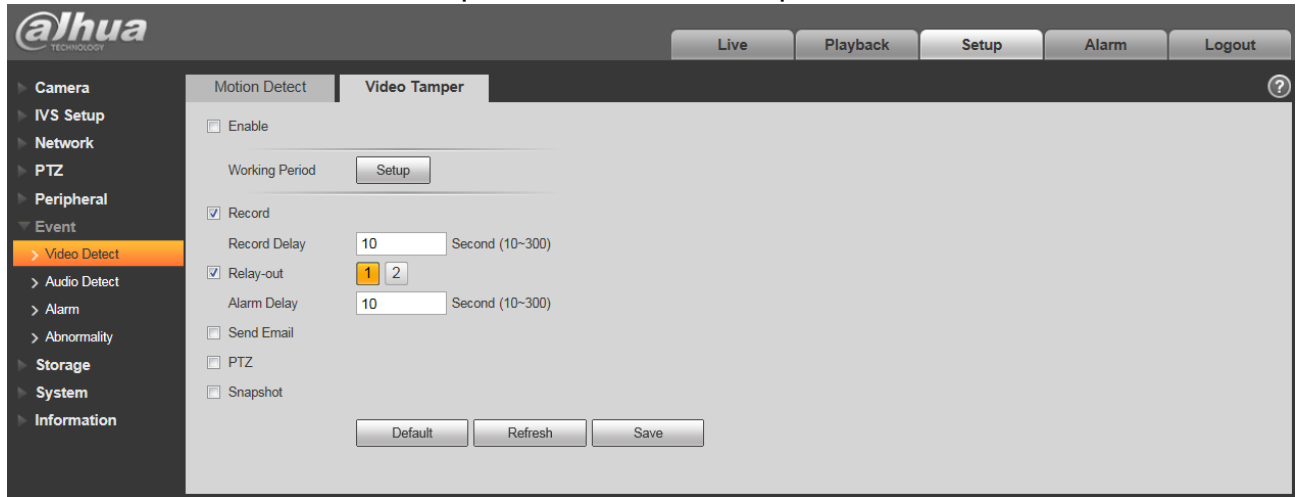 alhua
TECHNOLOGY
Live Playback Setup Alarm Logout
Camera
IVS Setup
Network
PTZ
Peripheral
Event
Video Detect
Audio Detect
Alarm
Abnormality
Storage
System
Information
Motion Detect Video Tamper ?
Enable
Working Period Setup
Record
Record Delay 10 Second (10~300)
Relay-out 1 2
Alarm Delay 10 Second (10~300)
Send Email
PTZ
Snapshot
Default Refresh Save